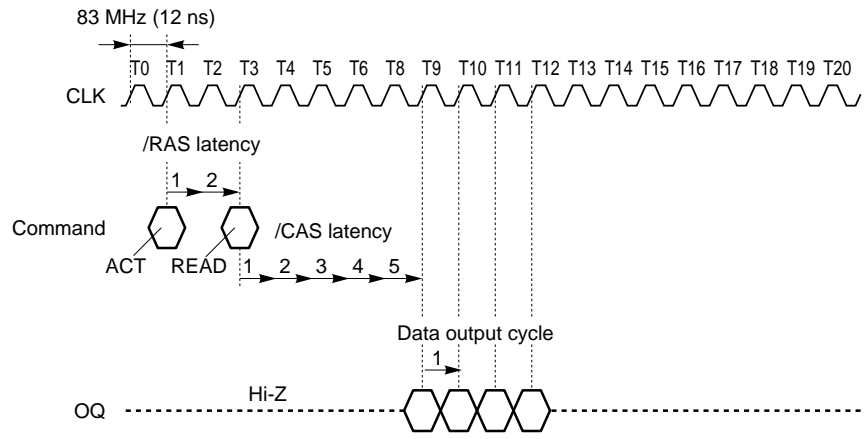 83 MHz (12 ns)
T0 T1 T2 T3 T4 T5 T6 T8 T9 T10 T11 T12 T13 T14 T15 T16 T17 T18 T19 T20
CLK
/RAS latency
1 2
Command
/CAS latency
ACT READ
1 2 3 4 5
Data output cycle
1
Hi-Z
OQ